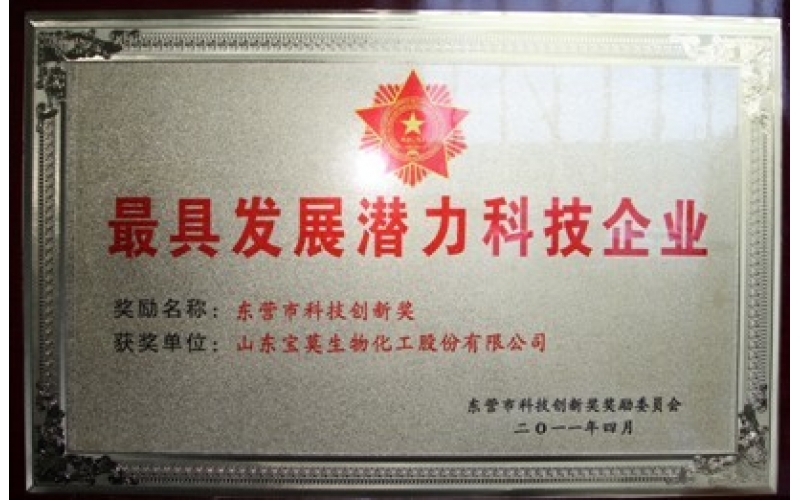 最具发展潜力科技企业
奖励名称：东营市科技创新奖
获奖单位：山东宝莫生物化工股份有限公司
东营市科技创新奖奖励委员会
二〇一一年四月